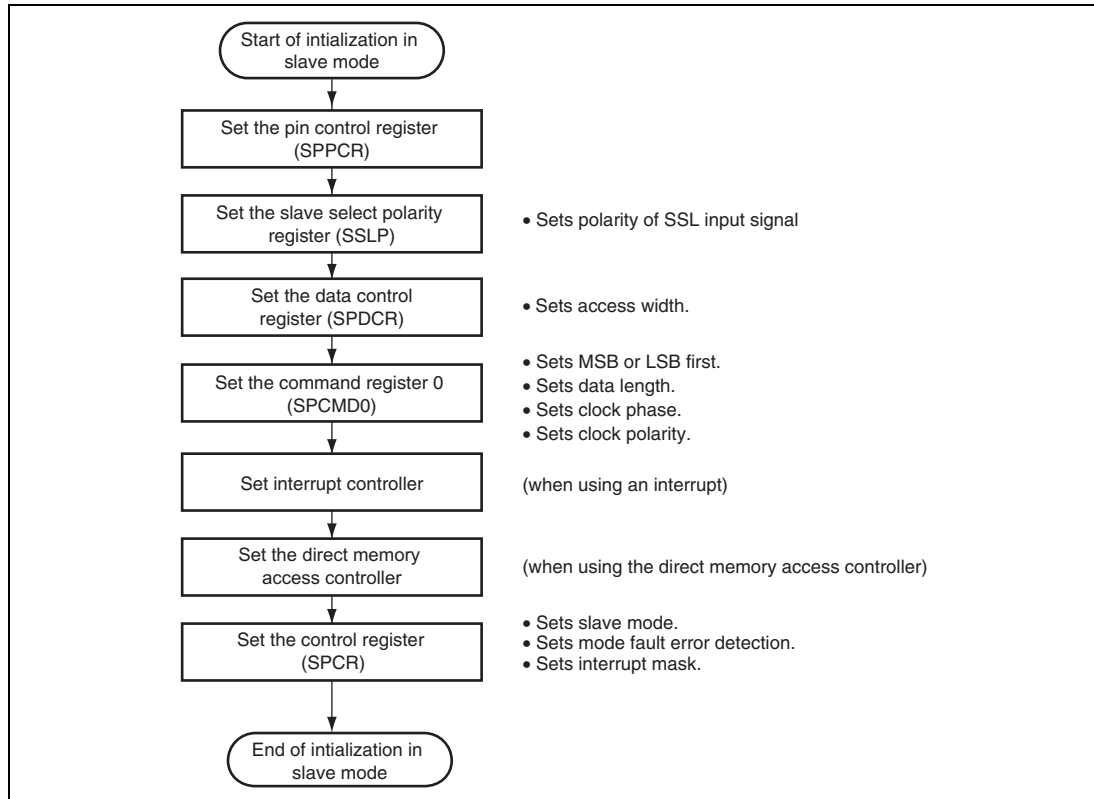 Start of intialization in
slave mode
Set the pin control register
(SPPCR)
Set the slave select polarity
register (SSLP)
• Sets polarity of SSL input signal
Set the data control
register (SPDCR)
• Sets access width.
Set the command register 0
(SPCMD0)
• Sets MSB or LSB first.
• Sets data length.
• Sets clock phase.
• Sets clock polarity.
Set interrupt controller
(when using an interrupt)
Set the direct memory
access controller
(when using the direct memory access controller)
Set the control register
(SPCR)
• Sets slave mode.
• Sets mode fault error detection.
• Sets interrupt mask.
End of intialization in
slave mode